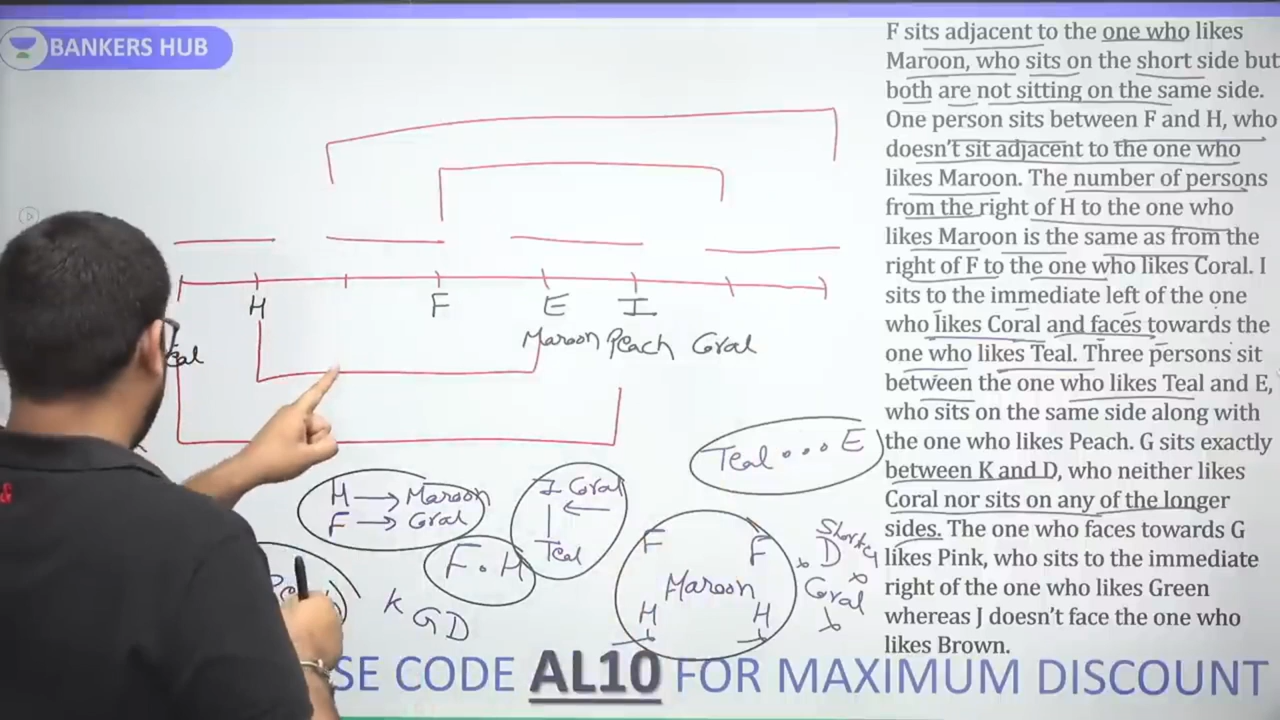 BANKERS HUB
F sits adjacent to the one who likes
Maroon, who sits on the short side but
both are not sitting on the same side.
One person sits between F and H, who
doesn't sit adjacent to the one who
likes Maroon. The number of persons
from the right of H to the one who
likes Maroon is the same as from the
right of F to the one who likes Coral. I
sits to the immediate left of the one
who likes Coral and faces towards the
one who likes Teal. Three persons sit
between the one who likes Teal and E,
who sits on the same side along with
the one who likes Peach. G sits exactly
between K and D, who neither likes
Coral nor sits on any of the longer
sides. The one who faces towards G
likes Pink, who sits to the immediate
right of the one who likes Green
whereas J doesn't face the one who
likes Brown.
H F E I
Maroon Peach Coral
Teal . . . E
H → Maroon
F → Coral
F . H
I Coral
Teal
F F
Maroon
H H
Shorter
D
Coral
K G D
SE CODE AL10 FOR MAXIMUM DISCOUNT